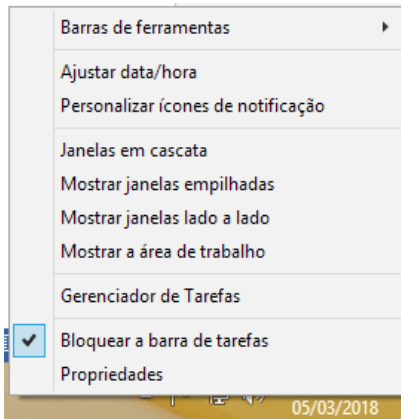 Barras de ferramentas
Ajustar data/hora
Personalizar ícones de notificação
Janelas em cascata
Mostrar janelas empilhadas
Mostrar janelas lado a lado
Mostrar a área de trabalho
Gerenciador de Tarefas
Bloquear a barra de tarefas
Propriedades
05/03/2018